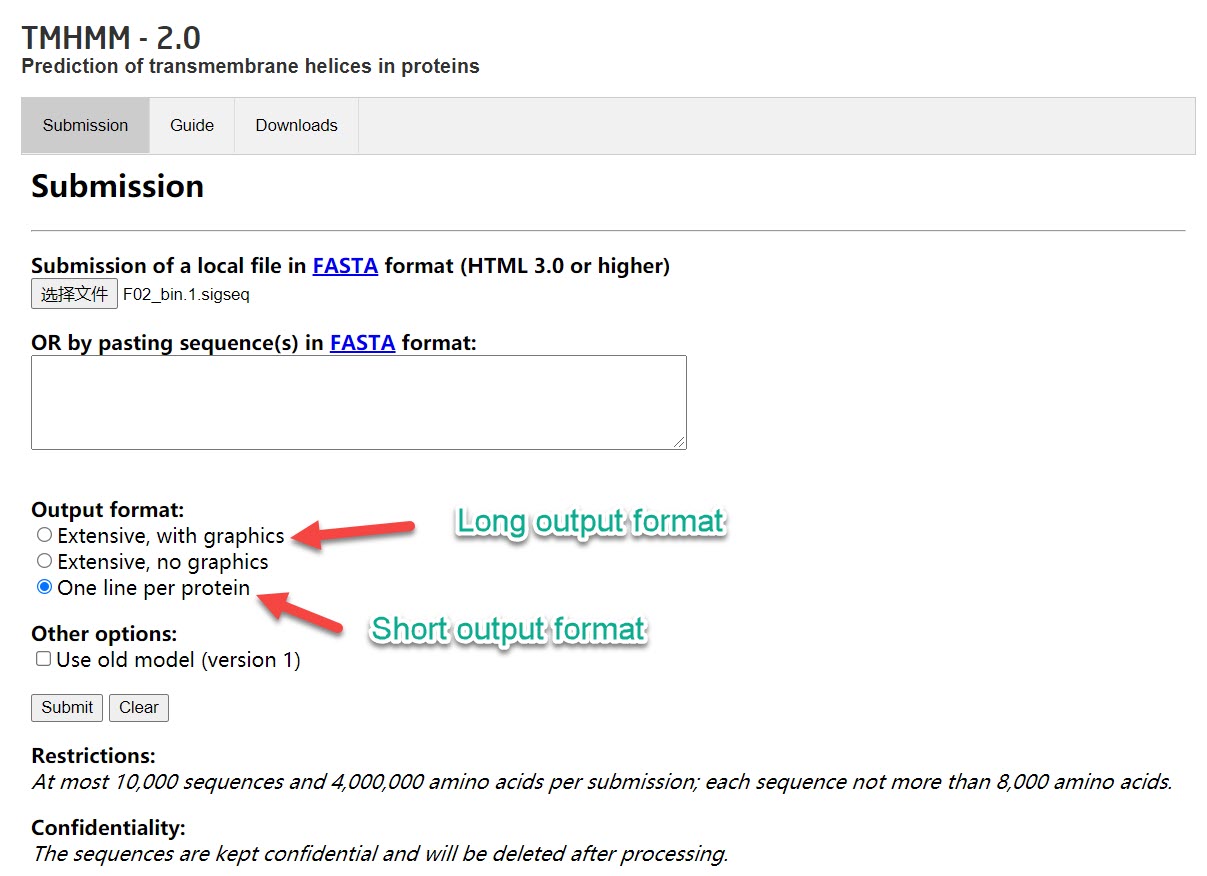 TMHMM - 2.0
Prediction of transmembrane helices in proteins
Submission Guide Downloads
Submission
Submission of a local file in FASTA format (HTML 3.0 or higher)
选择文件 F02_bin.1.sigseq
OR by pasting sequence(s) in FASTA format:
Output format:
Extensive, with graphics Long output format
Extensive, no graphics
One line per protein
Short output format
Other options:
Use old model (version 1)
Submit Clear
Restrictions:
At most 10,000 sequences and 4,000,000 amino acids per submission; each sequence not more than 8,000 amino acids.
Confidentiality:
The sequences are kept confidential and will be deleted after processing.